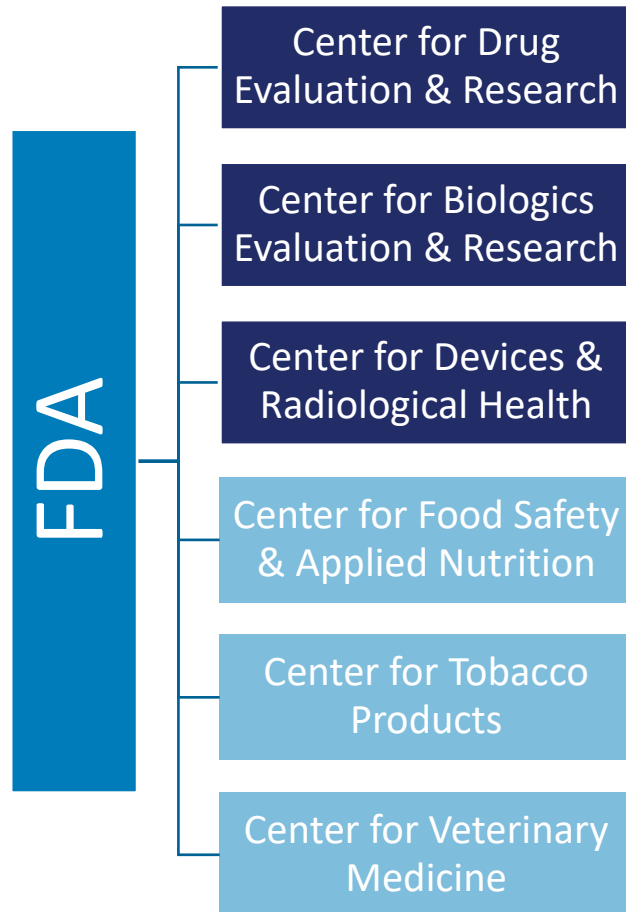 FDA
Center for Drug
Evaluation & Research
Center for Biologics
Evaluation & Research
Center for Devices &
Radiological Health
Center for Food Safety
& Applied Nutrition
Center for Tobacco
Products
Center for Veterinary
Medicine